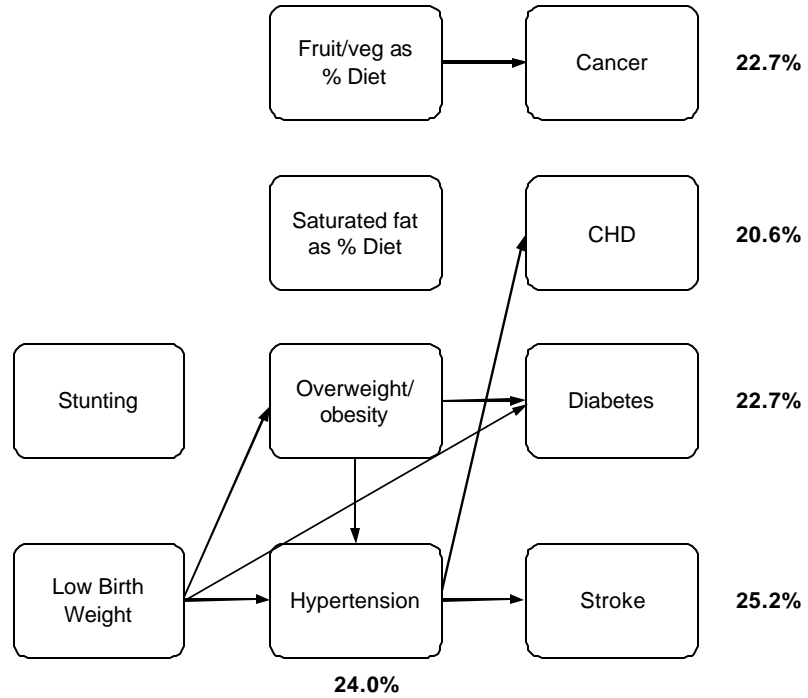 Fruit/veg as
% Diet
Cancer
22.7%
Saturated fat
as % Diet
CHD
20.6%
Stunting
Overweight/
obesity
Diabetes
22.7%
Low Birth
Weight
Hypertension
Stroke
25.2%
24.0%